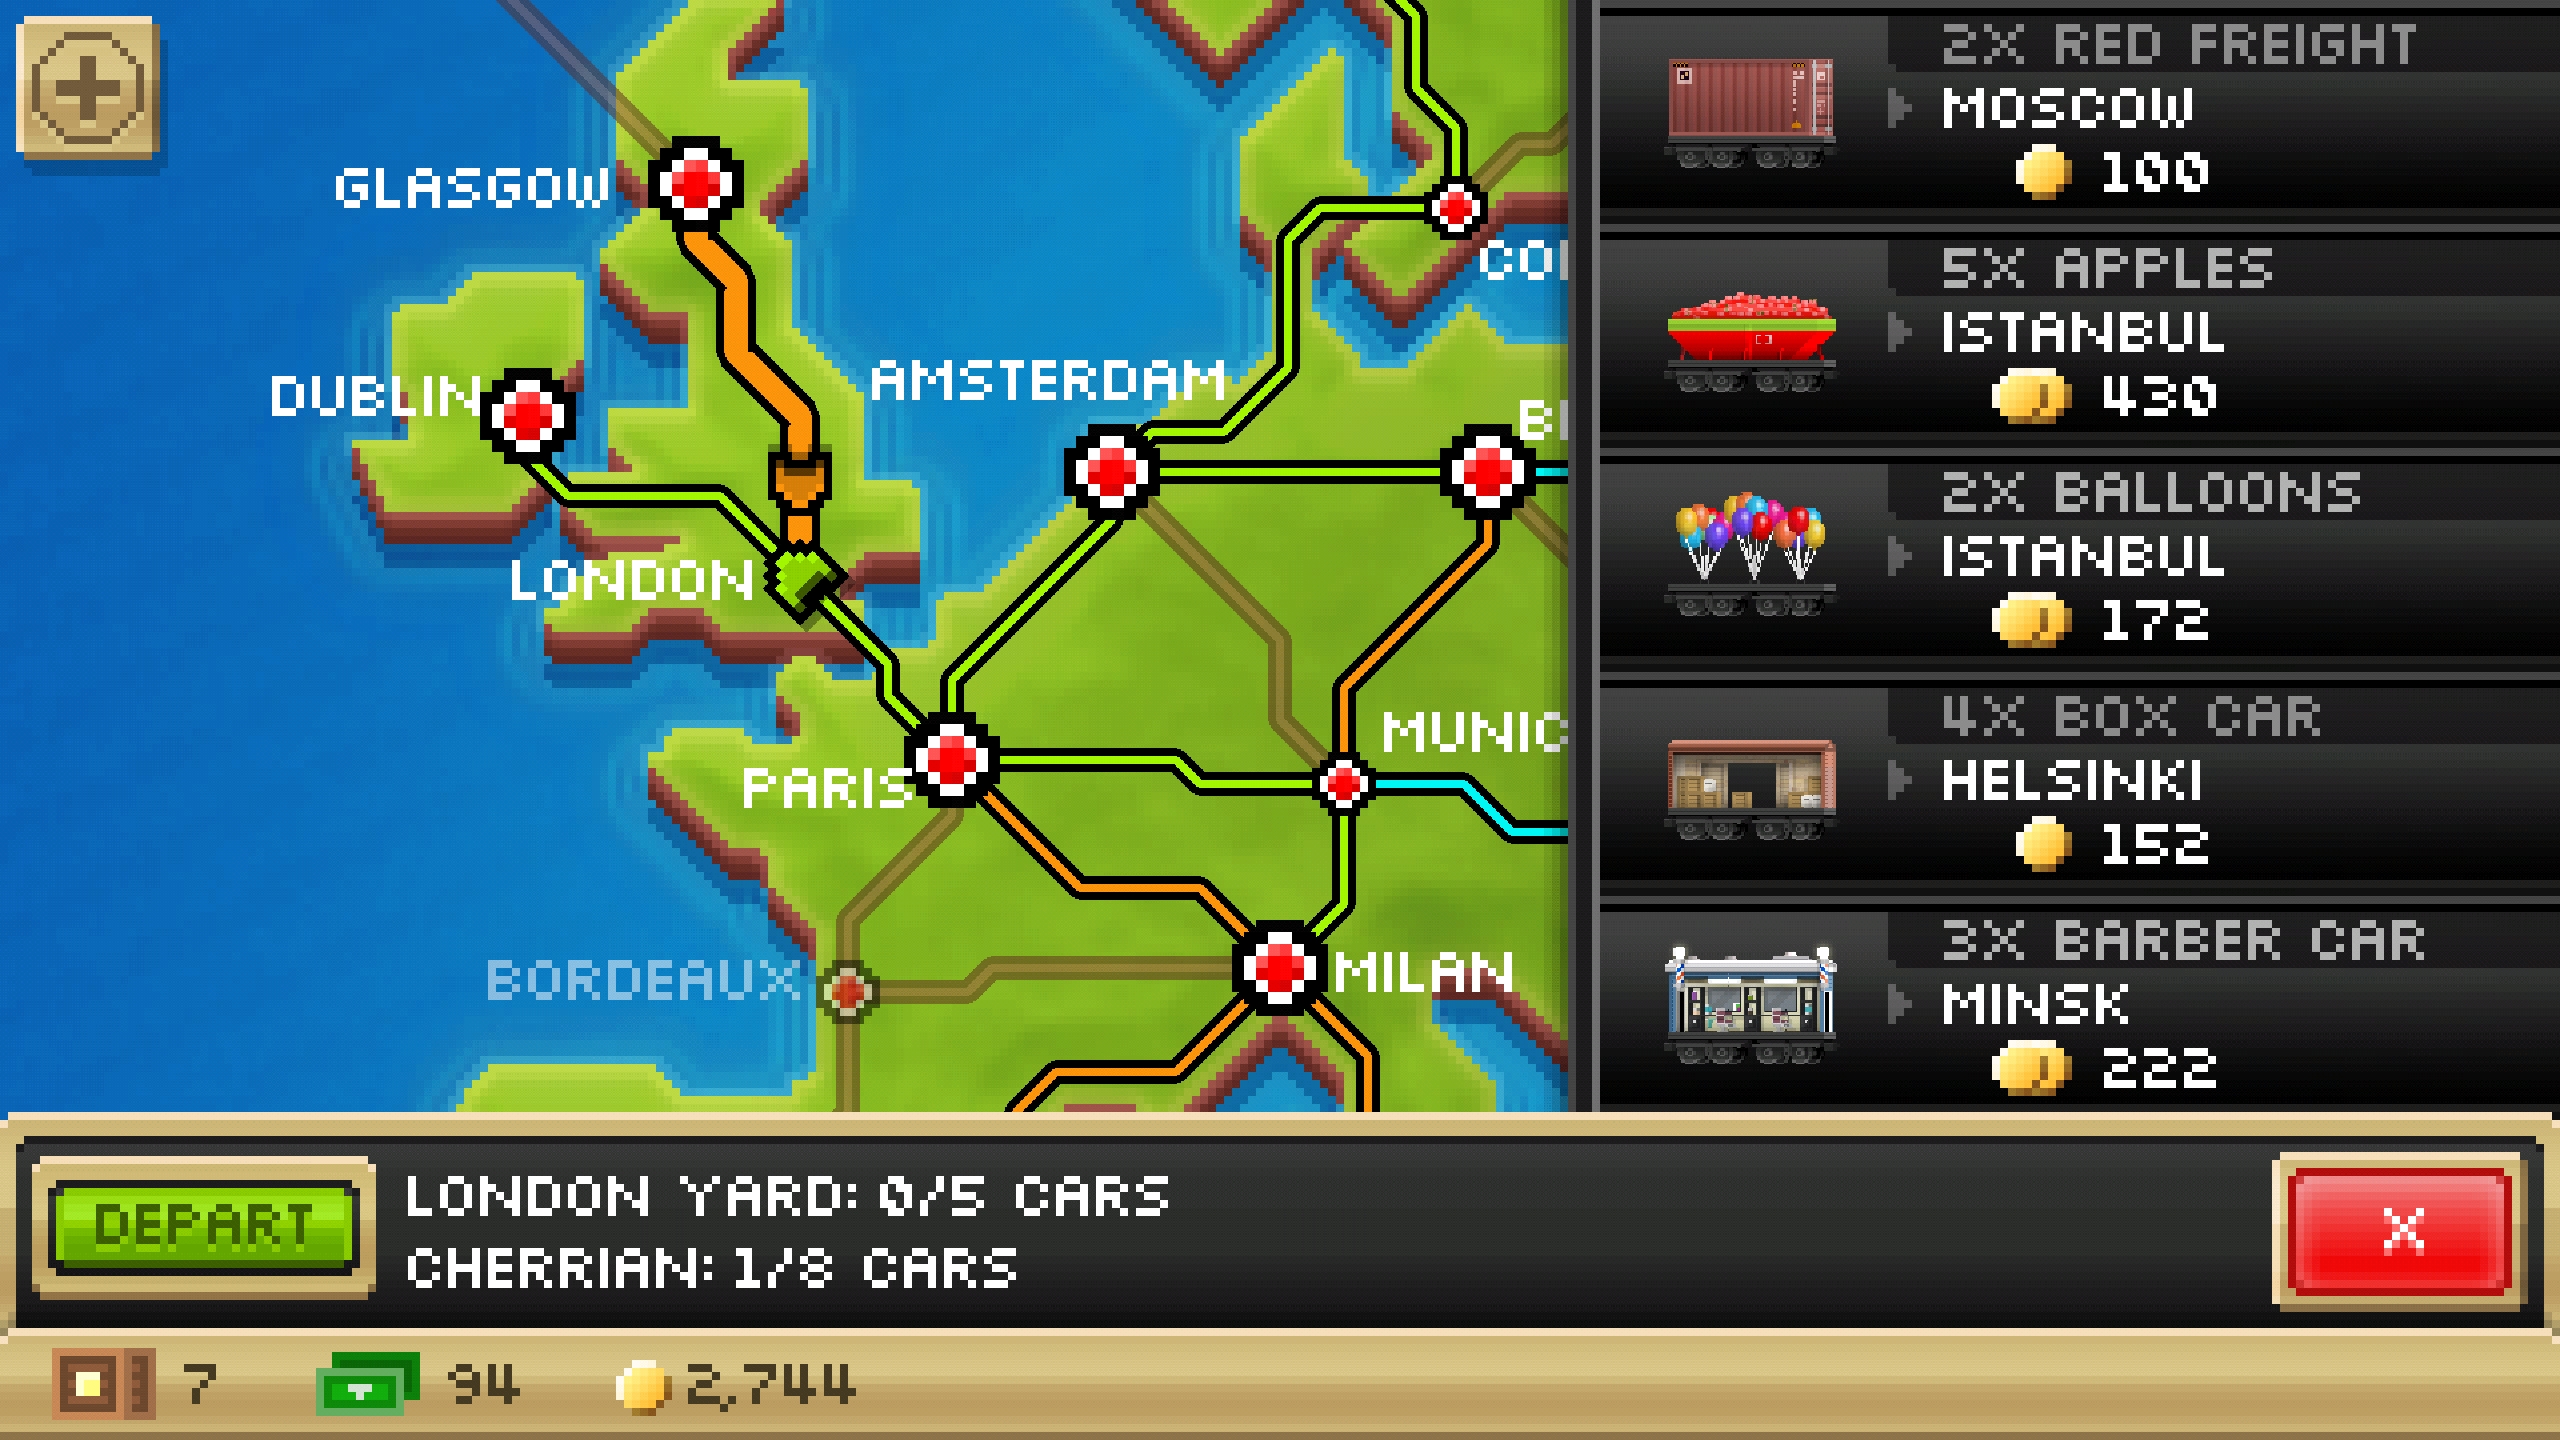 GLASGOW
DUBLIN
AMSTERDAM
LONDON
PARIS
BORDEAUX
MILAN
2X RED FREIGHT
MOSCOW
100
5X APPLES
ISTANBUL
430
2X BALLOONS
ISTANBUL
172
4X BOX CAR
HELSINKI
152
3X BARBER CAR
MINSK
222
DEPART
LONDON YARD: 0/5 CARS
CHERRIAN: 1/8 CARS
X
7
94
2,744